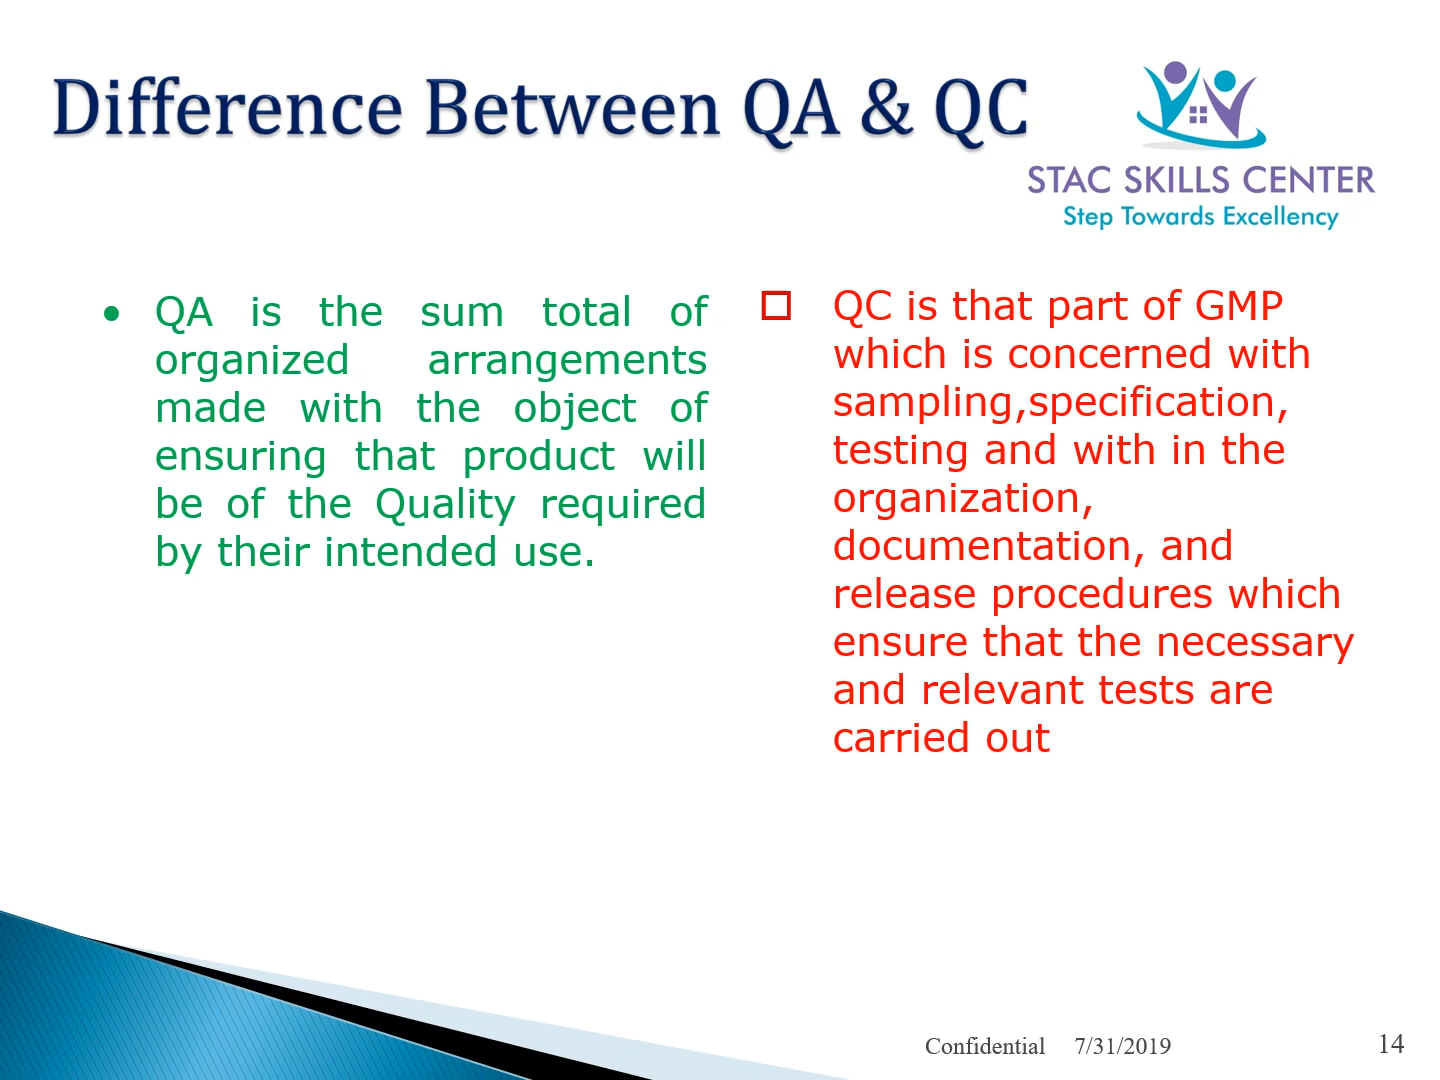 Difference Between QA & QC
STAC SKILLS CENTER
Step Towards Excellency
• QA is the sum total of
organized arrangements
made with the object of
ensuring that product will
be of the Quality required
by their intended use.
QC is that part of GMP
which is concerned with
sampling,specification,
testing and with in the
organization,
documentation, and
release procedures which
ensure that the necessary
and relevant tests are
carried out
Confidential 7/31/2019 14